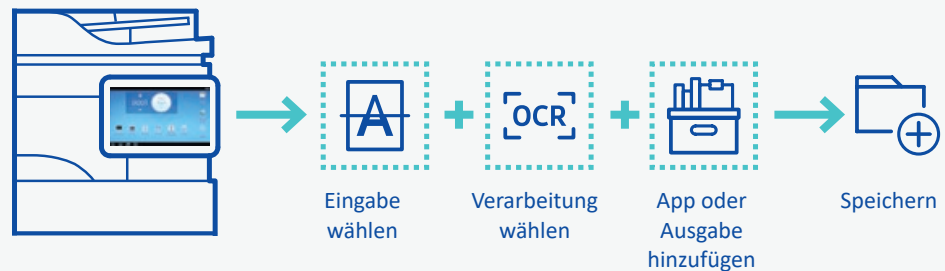 A
OCR
Eingabe
wählen
Verarbeitung
wählen
App oder
Ausgabe
hinzufügen
Speichern